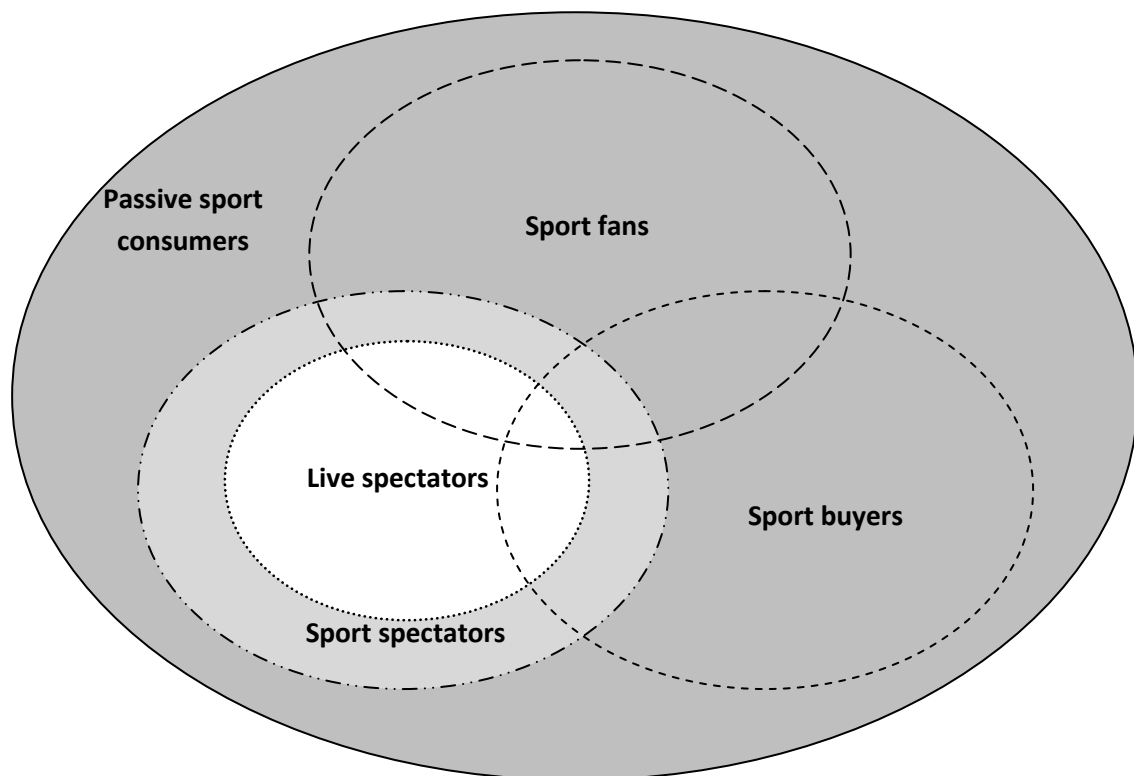 Passive sport
consumers
Sport fans
Live spectators
Sport buyers
Sport spectators